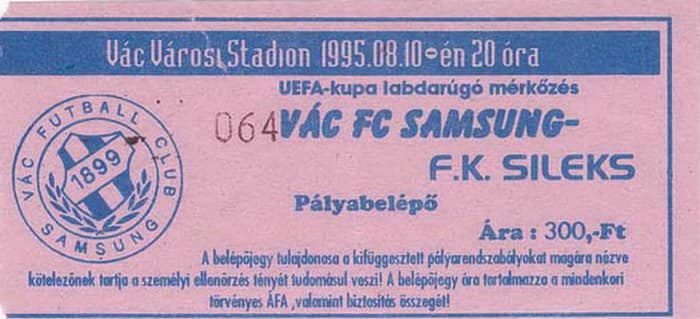 Vác Városi Stadion 1995.08.10-én 20 óra
UEFA-kupa labdarúgó mérkőzés
064
VÁC FC SAMSUNG-
F.K. SILEKS
VÁC FUTBALL CLUB
1899
SAMSUNG
Pályabelépő
Ára : 300,-Ft
A belépőjegy tulajdonosa a kifüggesztett pályarendszabályokat magára nézve
kötelezőnek tartja a személyi ellenőrzés tényét tudomásul veszi! A belépőjegy ára tartalmazza a mindenkori
törvényes ÁFA ,valamint biztosítás összegét!